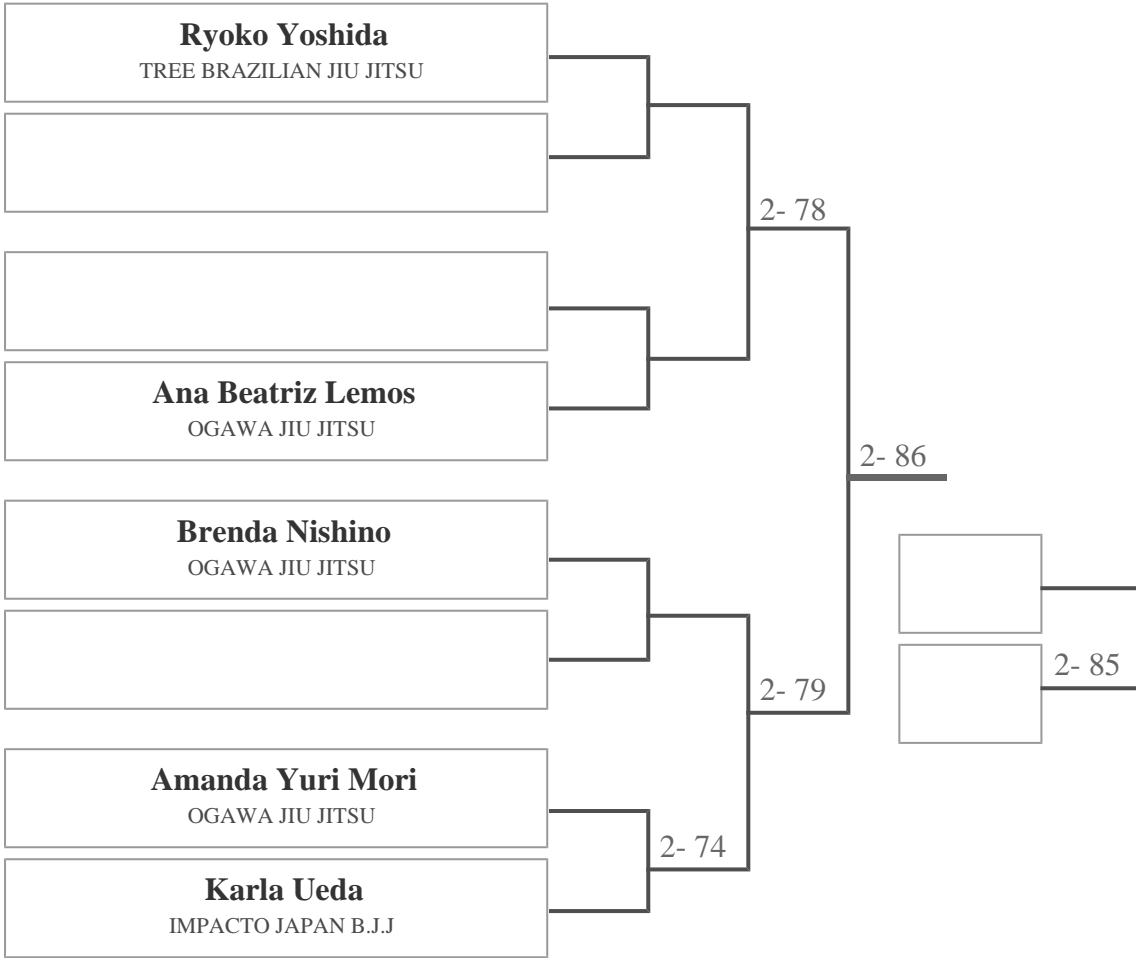 Ryoko Yoshida
TREE BRAZILIAN JIU JITSU
2- 78
Ana Beatriz Lemos
OGAWA JIU JITSU
2- 86
Brenda Nishino
OGAWA JIU JITSU
2- 85
2- 79
Amanda Yuri Mori
OGAWA JIU JITSU
2- 74
Karla Ueda
IMPACTO JAPAN B.J.J